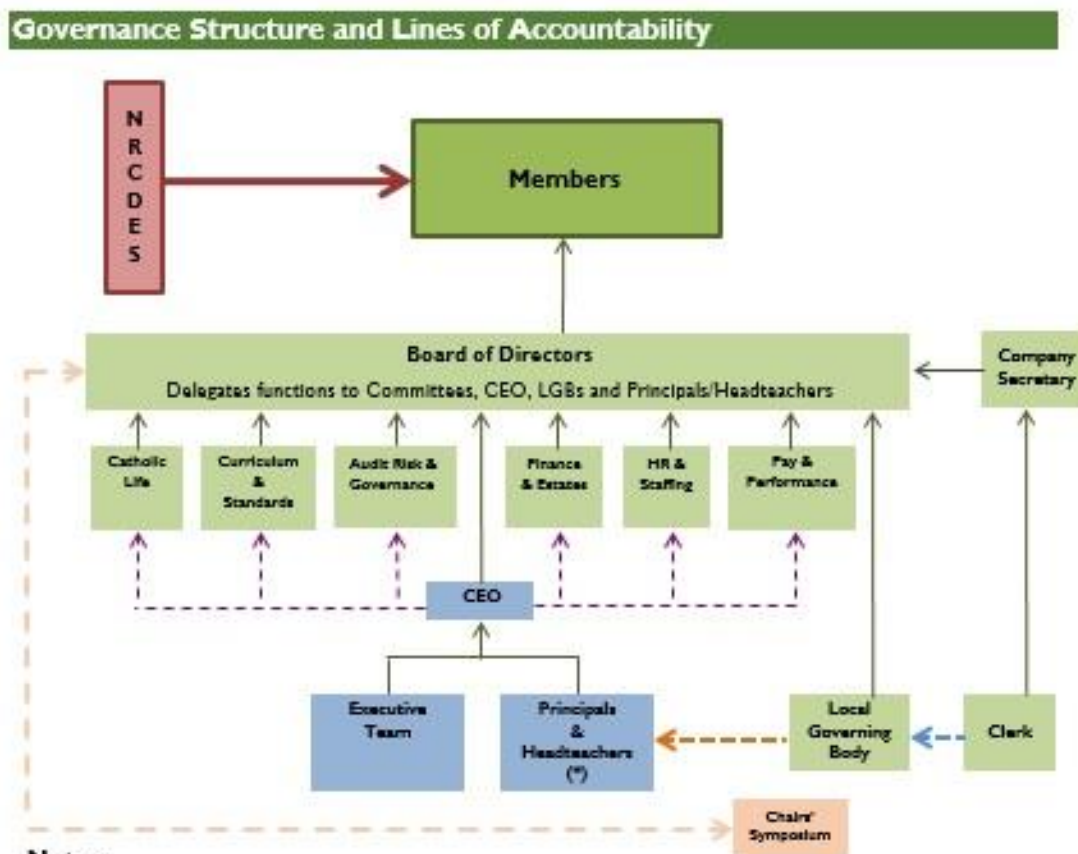 Governance Structure and Lines of Accountability
N
R
C
D
E
S
Members
Board of Directors
Delegates functions to Committees, CEO, LGBs and Principals/Headteachers
Company
Secretary
Catholic
Life
Curriculum
&
Standards
Audit Risk &
Governance
Finance
& Estates
HR &
Staffing
Pay &
Performance
CEO
Executive
Team
Principals
&
Headteachers
(*)
Local
Governing
Body
Clerk
Chairs'
Symposium